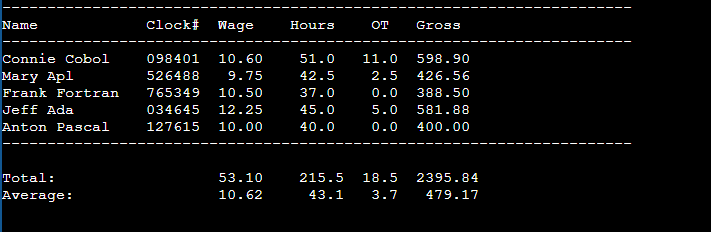 Name            Clock#  Wage    Hours    OT   Gross
Connie Cobol    098401  10.60    51.0   11.0  598.90
Mary Apl        526488   9.75    42.5    2.5  426.56
Frank Fortran   765349  10.50    37.0    0.0  388.50
Jeff Ada        034645  12.25    45.0    5.0  581.88
Anton Pascal    127615  10.00    40.0    0.0  400.00
Total:                  53.10    215.5  18.5  2395.84
Average:                10.62     43.1   3.7   479.17